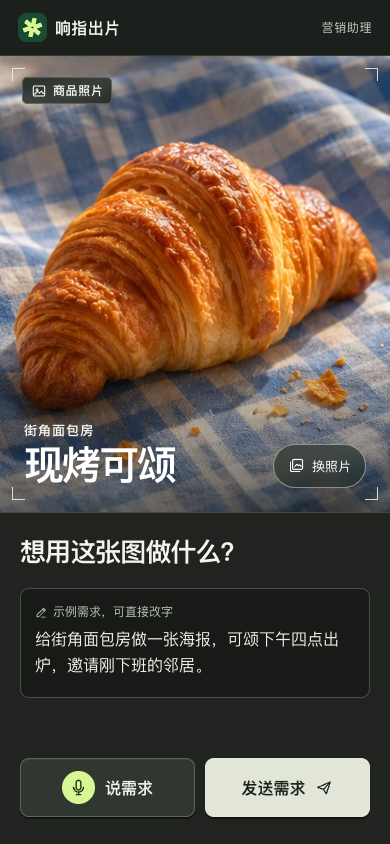 响指出片
营销助理
商品照片
街角面包房
现烤可颂
换照片
想用这张图做什么?
示例需求，可直接改字
给街角面包房做一张海报，可颂下午四点出
炉，邀请刚下班的邻居。
说需求
发送需求